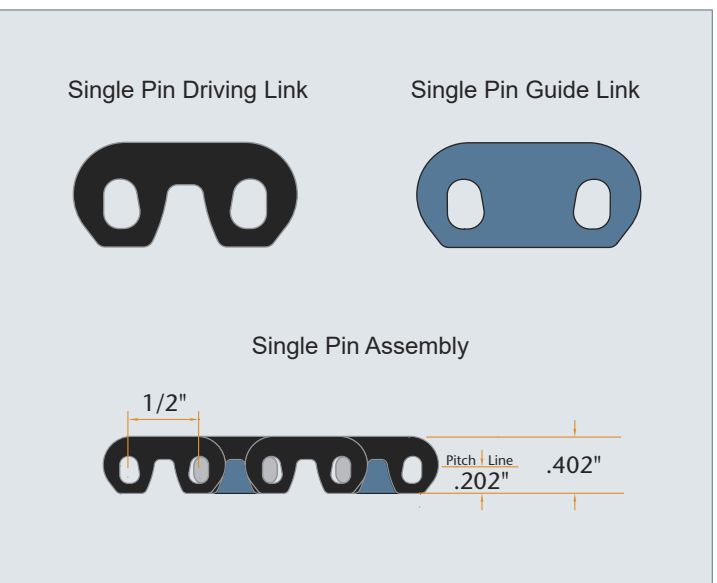 Single Pin Driving Link
Single Pin Guide Link
Single Pin Assembly
1/2"
Pitch Line
.202"
.402"